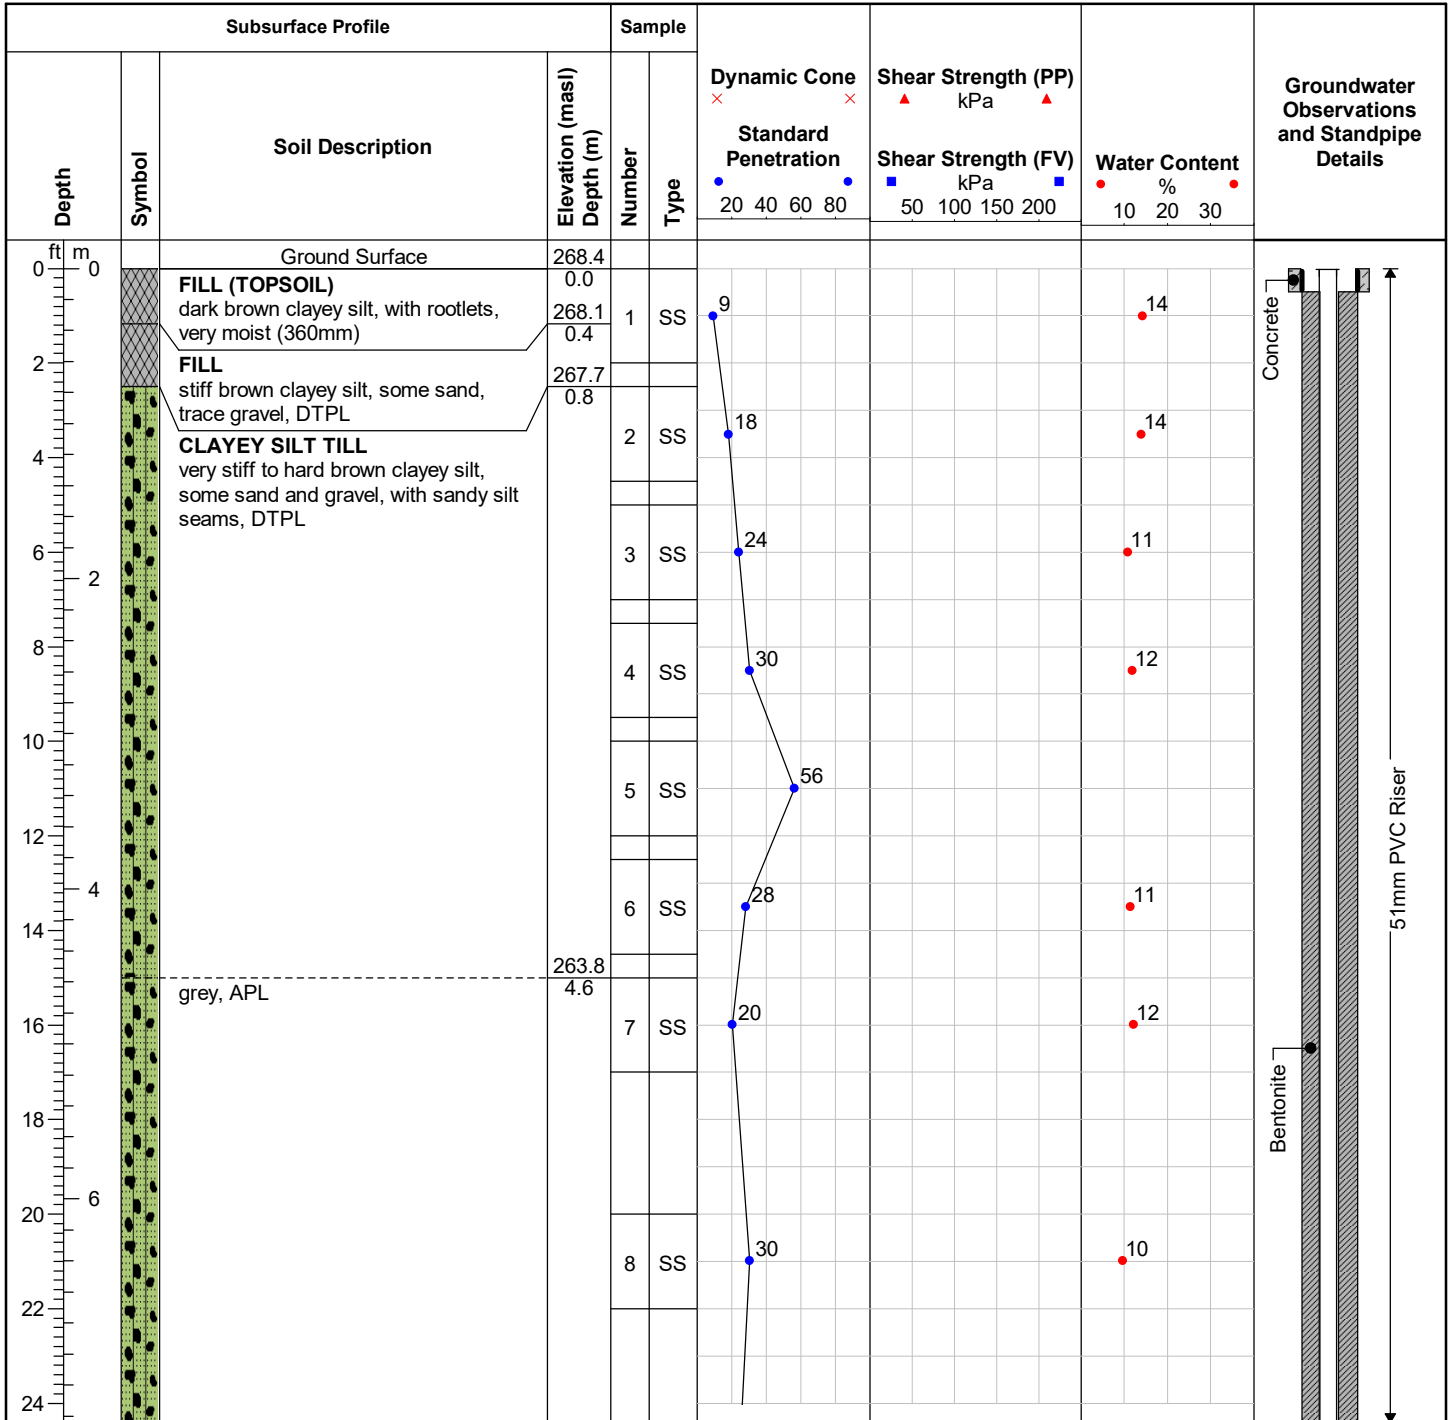 Subsurface Profile
Sample
Depth
Symbol
Soil Description
Elevation (masl)
Depth (m)
Number
Type
Dynamic Cone
Standard
Penetration
20 40 60 80
Shear Strength (PP)
kPa
Shear Strength (FV)
kPa
50 100 150 200
Water Content
%
10 20 30
Groundwater
Observations
and Standpipe
Details
ft m
Ground Surface
268.4
0 0
0.0
FILL (TOPSOIL)
dark brown clayey silt, with rootlets,
very moist (360mm)
268.1
0.4
1 SS
9
14
Concrete
2
FILL
stiff brown clayey silt, some sand,
trace gravel, DTPL
267.7
0.8
CLAYEY SILT TILL
very stiff to hard brown clayey silt,
some sand and gravel, with sandy silt
seams, DTPL
2 SS
18
14
4
3 SS
24
11
6
2
8
4 SS
30
12
10
5 SS
56
51mm PVC Riser
12
4
6 SS
28
11
14
263.8
4.6
grey, APL
16
7 SS
20
12
Bentonite
18
6
20
8 SS
30
10
22
24